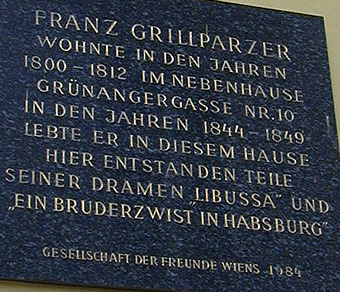 FRANZ GRILLPARZER
WOHNTE IN DEN JAHREN
1800-1812 IM NEBENHAUSE
GRÜNANGERGASSE NR.10
IN DEN JAHREN 1844-1849
LEBTE ER IN DIESEM HAUSE
HIER ENTSTANDEN TEILE
SEINER DRAMEN „LIBUSSA" UND
„EIN BRUDERZWIST IN HABSBURG"
GESELLSCHAFT DER FREUNDE WIENS 1984